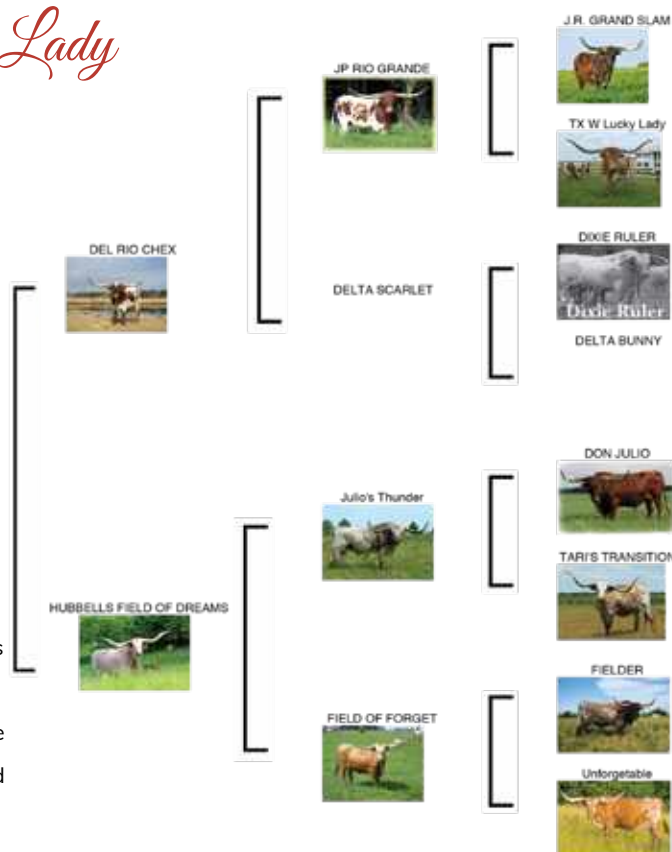 Lady
J.R. GRAND SLAM
JP RIO GRANDE
TX W Lucky Lady
DEL RIO CHEX
DIXIE RULER
DELTA SCARLET
Dixie Ruler
DELTA BUNNY
DON JULIO
Julio's Thunder
TARI'S TRANSITION
HUBBELLS FIELD OF DREAMS
s
FIELDER
FIELD OF FORGET
e
d
Unforgetable